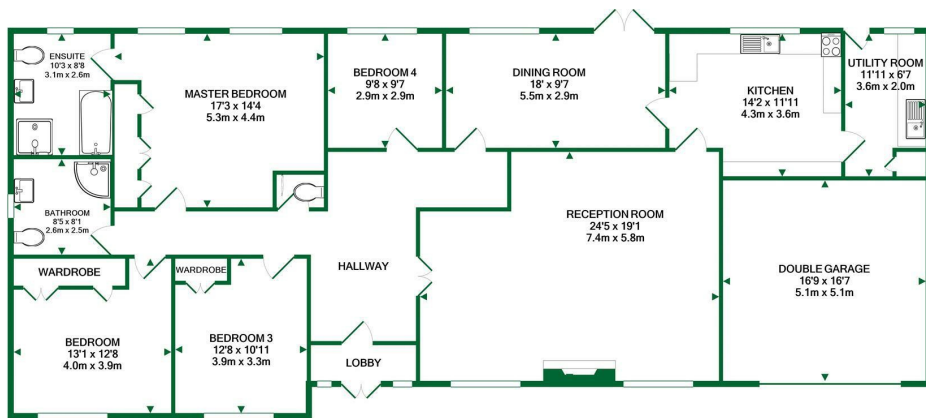 ENSUITE
10'3 x 8'8
3.1m x 2.6m
MASTER BEDROOM
17'3 x 14'4
5.3m x 4.4m
BEDROOM 4
9'8 x 9'7
2.9m x 2.9m
DINING ROOM
18' x 9'7
5.5m x 2.9m
KITCHEN
14'2 x 11'11
4.3m x 3.6m
UTILITY ROOM
11'11 x 6'7
3.6m x 2.0m
BATHROOM
8'5 x 8'1
2.6m x 2.5m
RECEPTION ROOM
24'5 x 19'1
7.4m x 5.8m
HALLWAY
DOUBLE GARAGE
16'9 x 16'7
5.1m x 5.1m
WARDROBE
WARDROBE
BEDROOM
13'1 x 12'8
4.0m x 3.9m
BEDROOM 3
12'8 x 10'11
3.9m x 3.3m
LOBBY